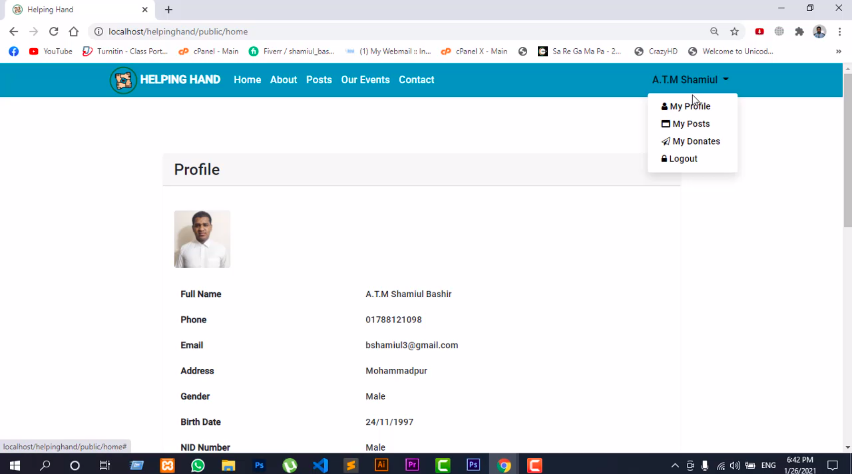 Helping Hand
localhost/helpinghand/public/home
YouTube Turnitin - Class Port... cPanel - Main Fiverr / shamiul_bas... (1) My Webmail :: In... cPanel X - Main Sa Re Ga Ma Pa - 2... CrazyHD Welcome to Unicod...
HELPING HAND Home About Posts Our Events Contact A.T.M Shamiul
My Profile
My Posts
My Donates
Logout
Profile
Full Name A.T.M Shamiul Bashir
Phone 01788121098
Email bshamiul3@gmail.com
Address Mohammadpur
Gender Male
Birth Date 24/11/1997
NID Number Male
localhost/helpinghand/public/home#
ENG 6:42 PM
1/26/2021